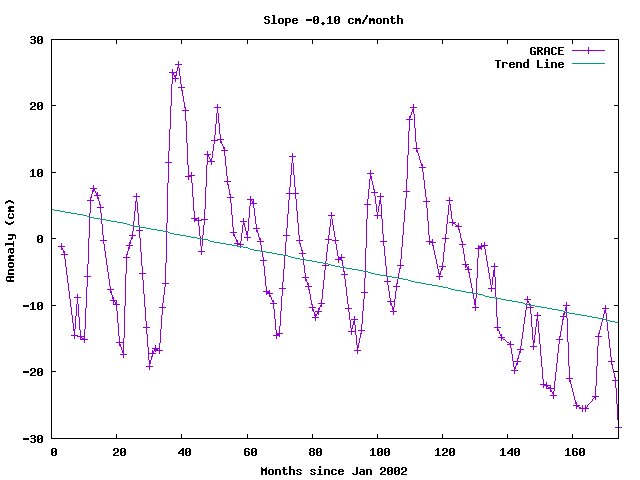 Slope -0.10 cm/month
GRACE
Trend Line
30
20
10
0
-10
-20
-30
Anomaly (cm)
0 20 40 60 80 100 120 140 160
Months since Jan 2002